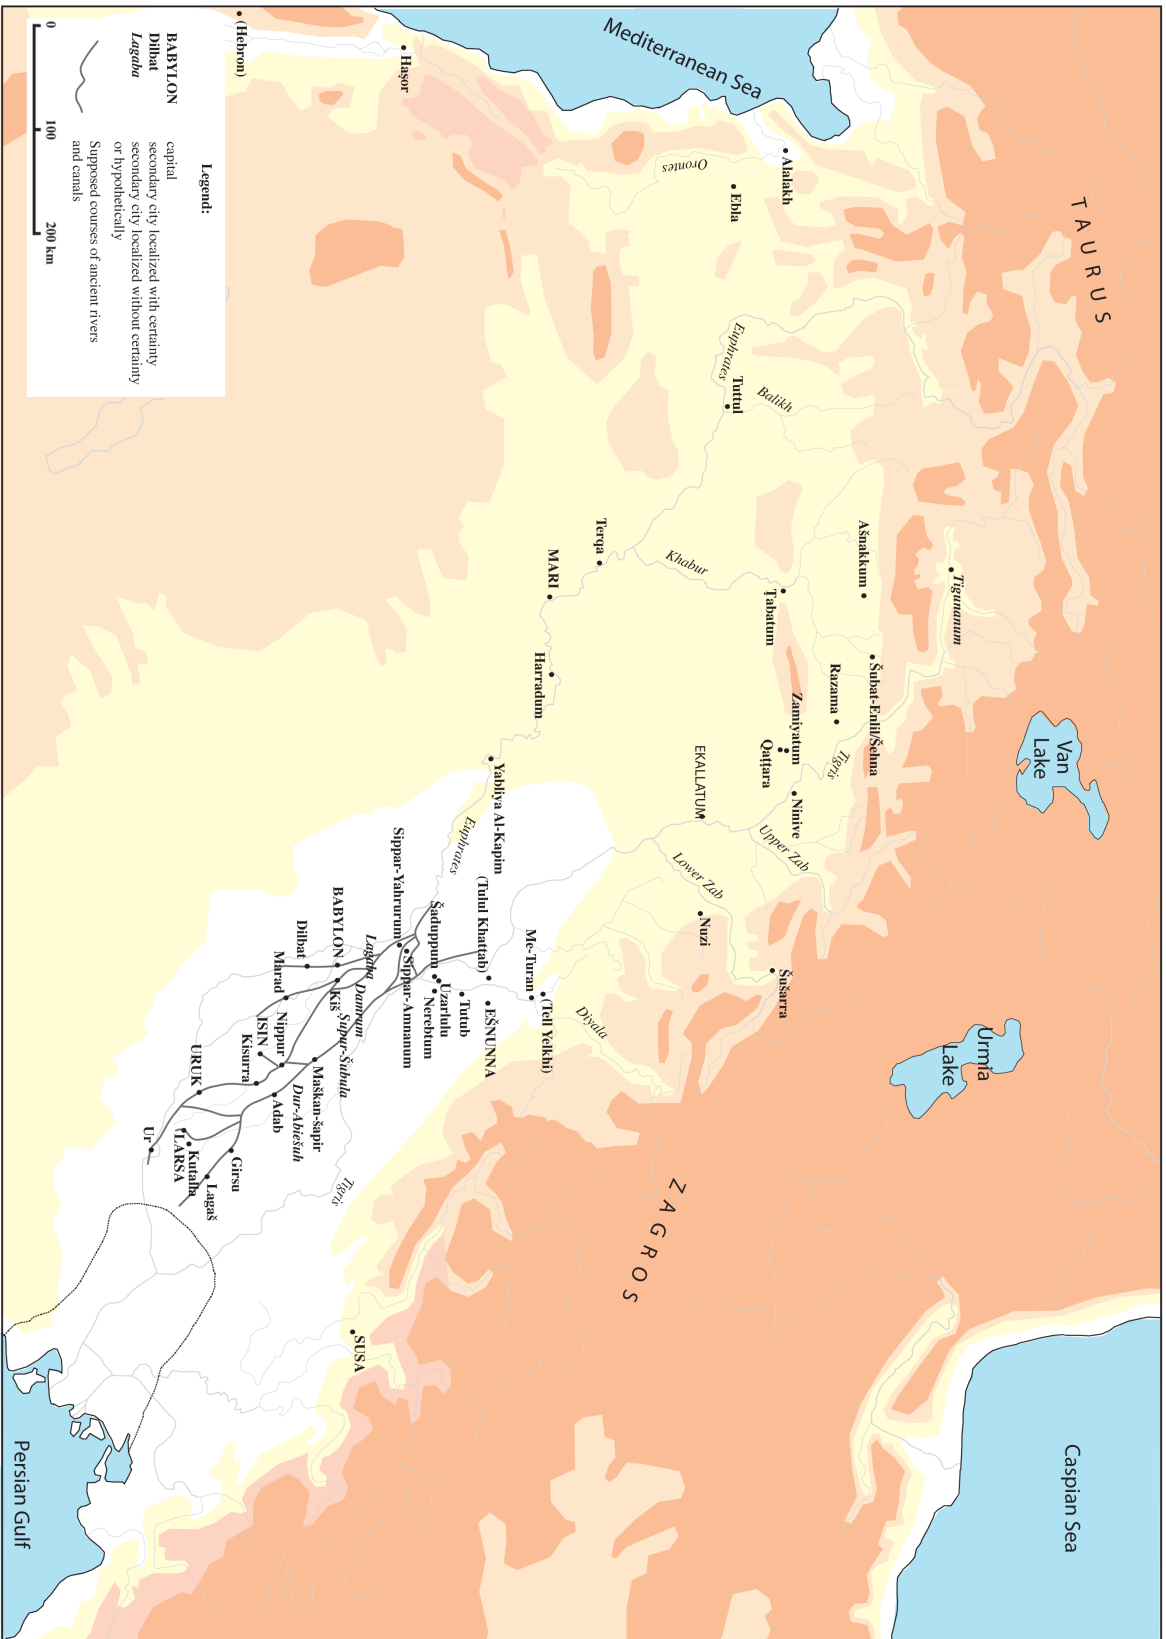 TAURUS
Van
Lake
Urmia
Lake
Caspian Sea
Mediterranean Sea
ZAGROS
Persian Gulf
Alalakh
Ebla
Orontes
Haṣor
(Hebron)
Euphrates
Tuttul
Balikh
Tigunanum
Ašnakkum
Šubat-Enlil/Šehna
Razama
Ṭabatum
Khabur
Zamiyatum
Qaṭṭara
Tigris
Ninive
Upper Zab
EKALLATUM
Lower Zab
Nuzi
Šušarra
Terqa
MARI
Harradum
Yabliya Al-Kapim
Euphrates
(Tulul Khattab)
Me-Turan
(Tell Yelkhi)
Diyala
EŠNUNNA
Tutub
Uzarlulu
Nerebtum
Šaduppum
Sippar-Yahrurum
Sippar-Amnanum
Lagaba
BABYLON
Kiš
Damrum
Ṣupur-Šubula
Dilbat
Marad
Nippur
ISIN
Kisurra
Maškan-šapir
Dur-Abiešuh
Adab
URUK
Girsu
Lagaš
Kutalla
LARSA
Ur
Tigris
SUSA
Legend:
BABYLON capital
Dilbat secondary city localized with certainty
Lagaba secondary city localized without certainty
or hypothetically
Supposed courses of ancient rivers
and canals
0 100 200 km